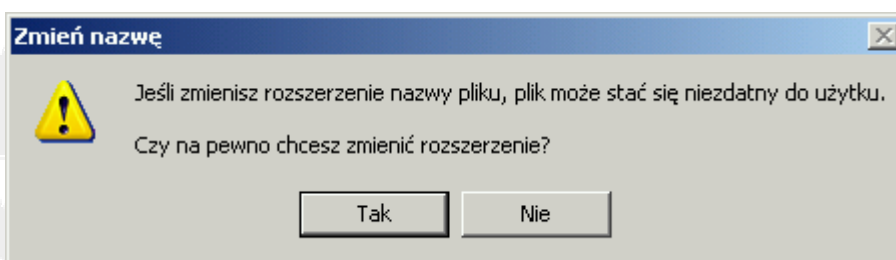 Zmień nazwę
Jeśli zmienisz rozszerzenie nazwy pliku, plik może stać się niezdatny do użytku.
Czy na pewno chcesz zmienić rozszerzenie?
Tak
Nie